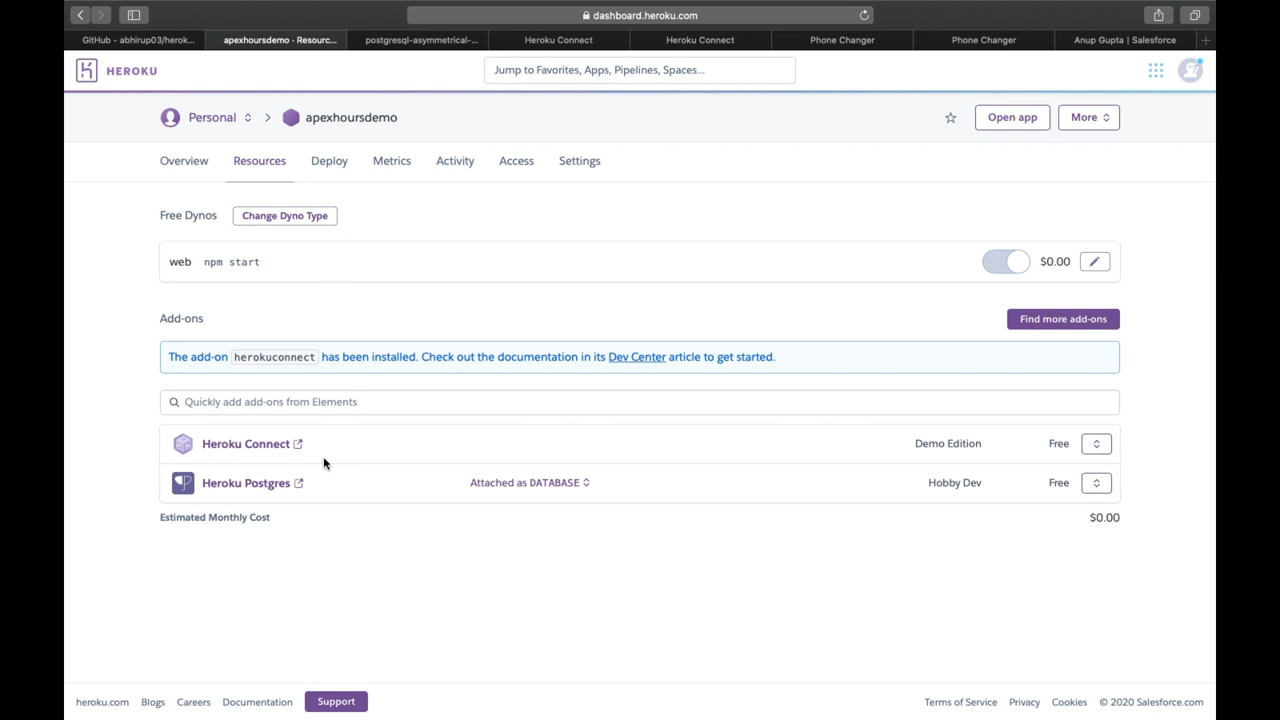 dashboard.heroku.com
GitHub - abhirup03/herok...
apexhoursdemo - Resourc...
postgresql-asymmetrical-...
Heroku Connect
Heroku Connect
Phone Changer
Phone Changer
Anup Gupta | Salesforce
HEROKU
Jump to Favorites, Apps, Pipelines, Spaces...
Personal > apexhoursdemo
Open app
More
Overview Resources Deploy Metrics Activity Access Settings
Free Dynos Change Dyno Type
web npm start $0.00
Add-ons Find more add-ons
The add-on herokuconnect has been installed. Check out the documentation in its Dev Center article to get started.
Quickly add add-ons from Elements
Heroku Connect Demo Edition Free
Heroku Postgres Attached as DATABASE Hobby Dev Free
Estimated Monthly Cost $0.00
heroku.com Blogs Careers Documentation Support Terms of Service Privacy Cookies © 2020 Salesforce.com